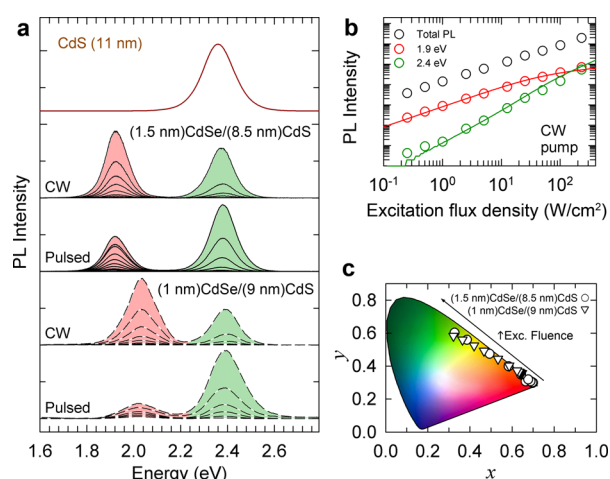 a
CdS (11 nm)
(1.5 nm)CdSe/(8.5 nm)CdS
CW
Pulsed
(1 nm)CdSe/(9 nm)CdS
CW
Pulsed
PL Intensity
1.6 1.8 2.0 2.2 2.4 2.6
Energy (eV)
b
Total PL
1.9 eV
2.4 eV
CW
pump
PL Intensity
10⁻¹ 10⁰ 10¹ 10² 10³
Excitation flux density (W/cm²)
c
(1.5 nm)CdSe/(8.5 nm)CdS
(1 nm)CdSe/(9 nm)CdS
↑Exc. Fluence
0.8
0.6
0.4
0.2
0.0
y
0.0 0.2 0.4 0.6 0.8 1.0
x